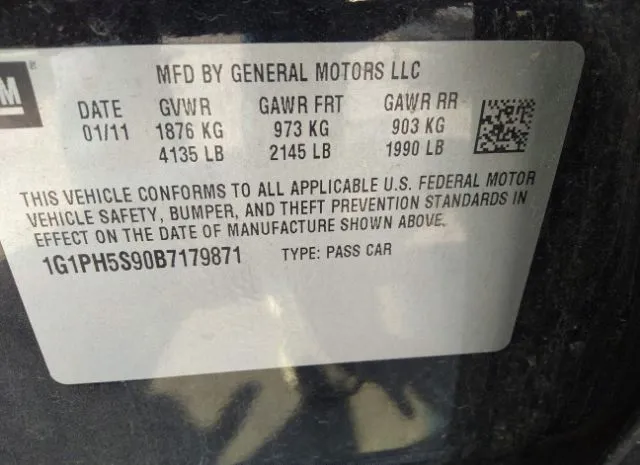 GM ®
MFD BY GENERAL MOTORS LLC
DATE GVWR GAWR FRT GAWR RR
01/11 1876 KG 973 KG 903 KG
4135 LB 2145 LB 1990 LB
THIS VEHICLE CONFORMS TO ALL APPLICABLE U.S. FEDERAL MOTOR
VEHICLE SAFETY, BUMPER, AND THEFT PREVENTION STANDARDS IN
EFFECT ON THE DATE OF MANUFACTURE SHOWN ABOVE.
1G1PH5S90B7179871 TYPE: PASS CAR